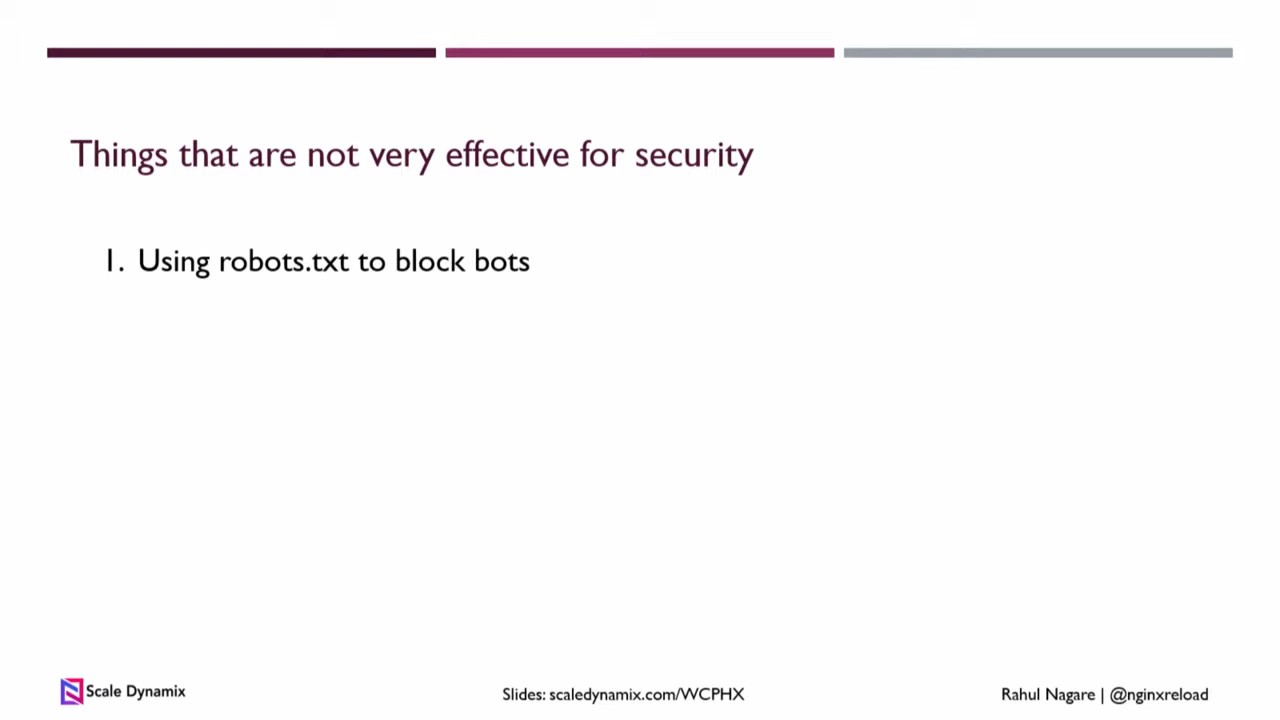 Things that are not very effective for security
1. Using robots.txt to block bots
Scale Dynamix
Slides: scaledynamix.com/WCPHX
Rahul Nagare | @nginxreload